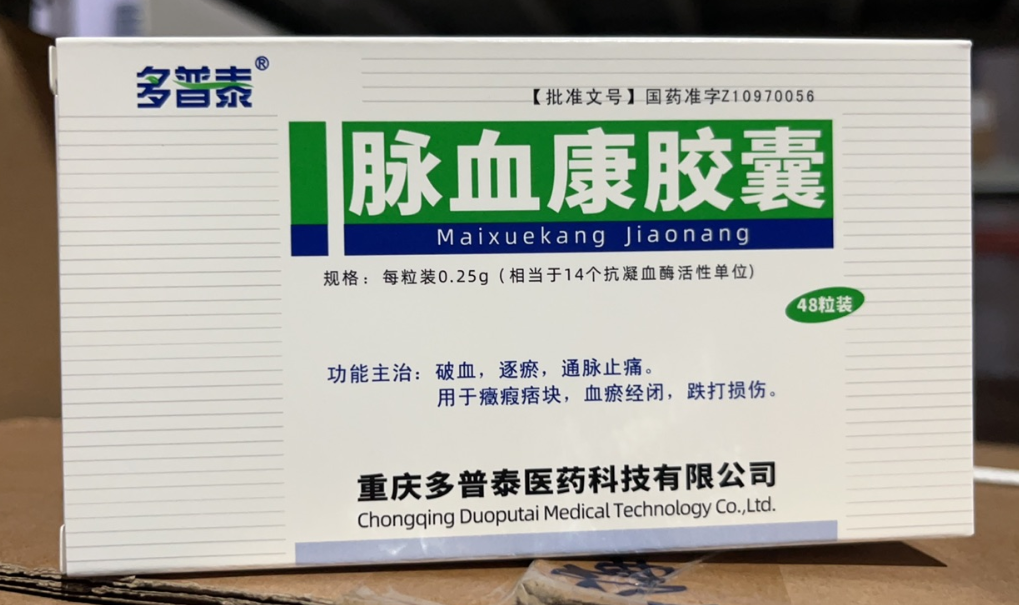 多普泰®
【批准文号】国药准字Z10970056
脉血康胶囊
Maixuekang Jiaonang
规格：每粒装0.25g（相当于14个抗凝血酶活性单位）
48粒装
功能主治：破血，逐瘀，通脉止痛。
用于癥瘕痞块，血瘀经闭，跌打损伤。
重庆多普泰医药科技有限公司
Chongqing Duoputai Medical Technology Co.,Ltd.